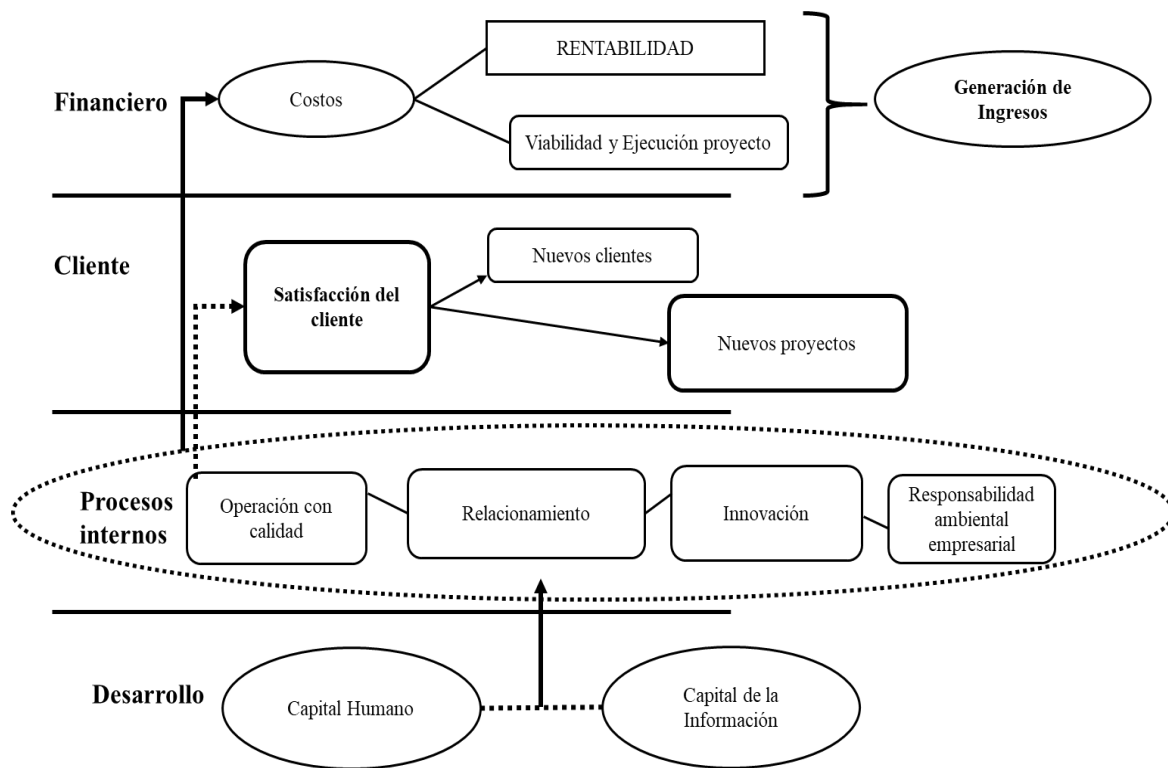 RENTABILIDAD
Financiero
Costos
Generación de
Ingresos
Viabilidad y Ejecución proyecto
Cliente
Nuevos clientes
Satisfacción del
cliente
Nuevos proyectos
Procesos
internos
Operación con
calidad
Relacionamiento
Innovación
Responsabilidad
ambiental
empresarial
Desarrollo
Capital Humano
Capital de la
Información